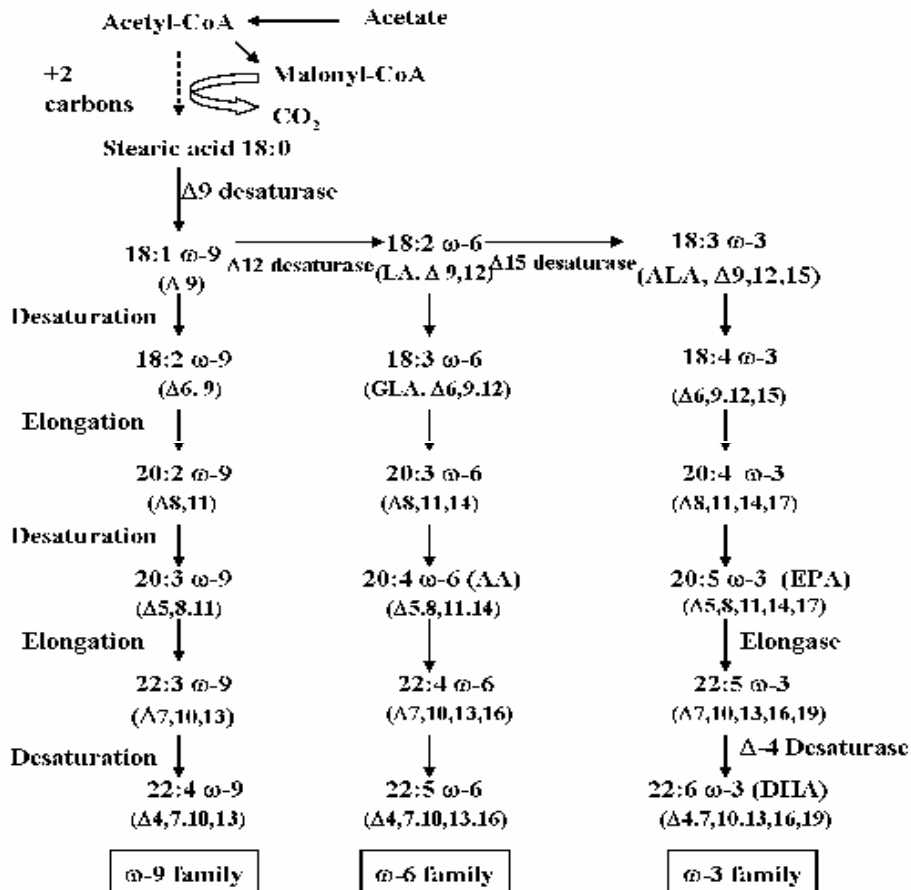 Acetyl-CoA Acetate
+2 carbons
Malonyl-CoA
CO2
Stearic acid 18:0
Δ9 desaturase
18:1 ω-9 Δ12 desaturase 18:2 ω-6 Δ15 desaturase 18:3 ω-3
(Δ 9) (LA. Δ 9,12) (ALA, Δ9,12,15)
Desaturation
18:2 ω-9 18:3 ω-6 18:4 ω-3
(Δ6. 9) (GLA. Δ6,9.12) (Δ6,9.12,15)
Elongation
20:2 ω-9 20:3 ω-6 20:4 ω-3
(Δ8,11) (Δ8,11,14) (Δ8,11,14,17)
Desaturation
20:3 ω-9 20:4 ω-6 (AA) 20:5 ω-3 (EPA)
(Δ5,8.11) (Δ5.8,11.14) (Δ5,8,11,14,17)
Elongation Elongase
22:3 ω-9 22:4 ω-6 22:5 ω-3
(Δ7,10,13) (Δ7,10,13,16) (Δ7,10,13,16,19)
Desaturation Δ-4 Desaturase
22:4 ω-9 22:5 ω-6 22:6 ω-3 (DHA)
(Δ4,7.10,13) (Δ4,7.10,13.16) (Δ4.7,10.13,16,19)
ω-9 family ω-6 family ω-3 family